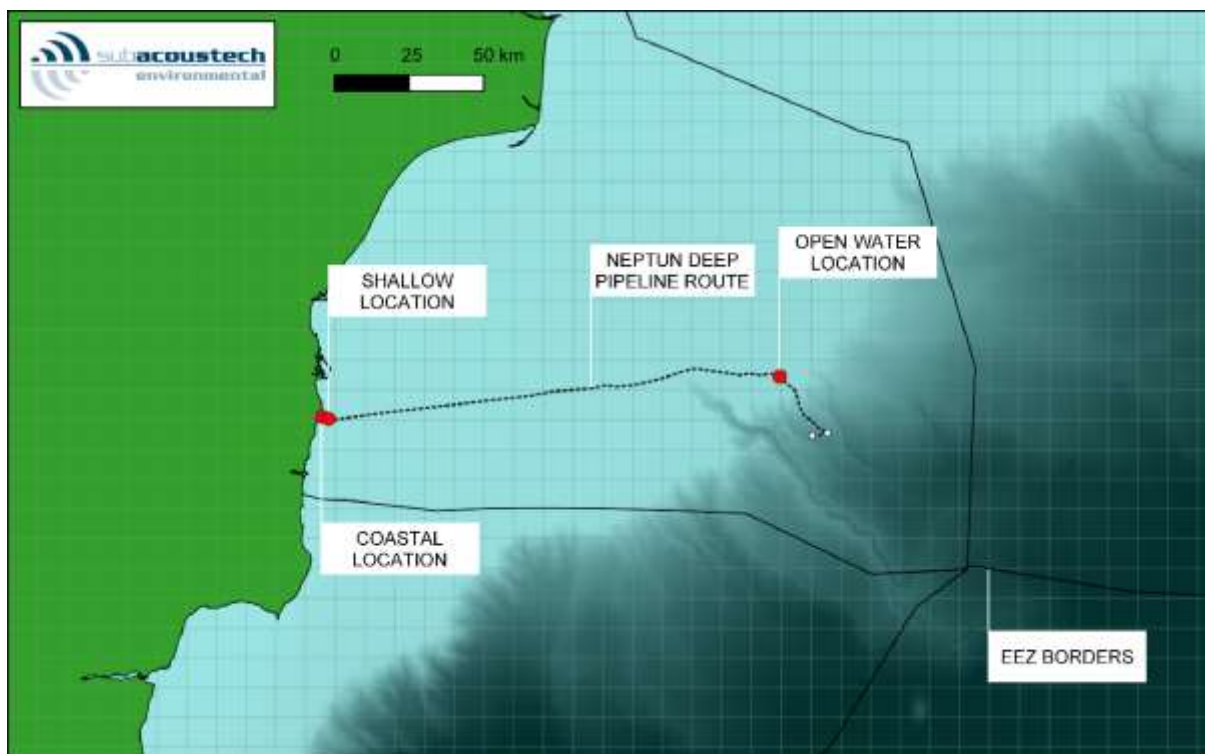 subacoustech
environmental
0 25 50 km
SHALLOW
LOCATION
NEPTUN DEEP
PIPELINE ROUTE
OPEN WATER
LOCATION
COASTAL
LOCATION
EEZ BORDERS